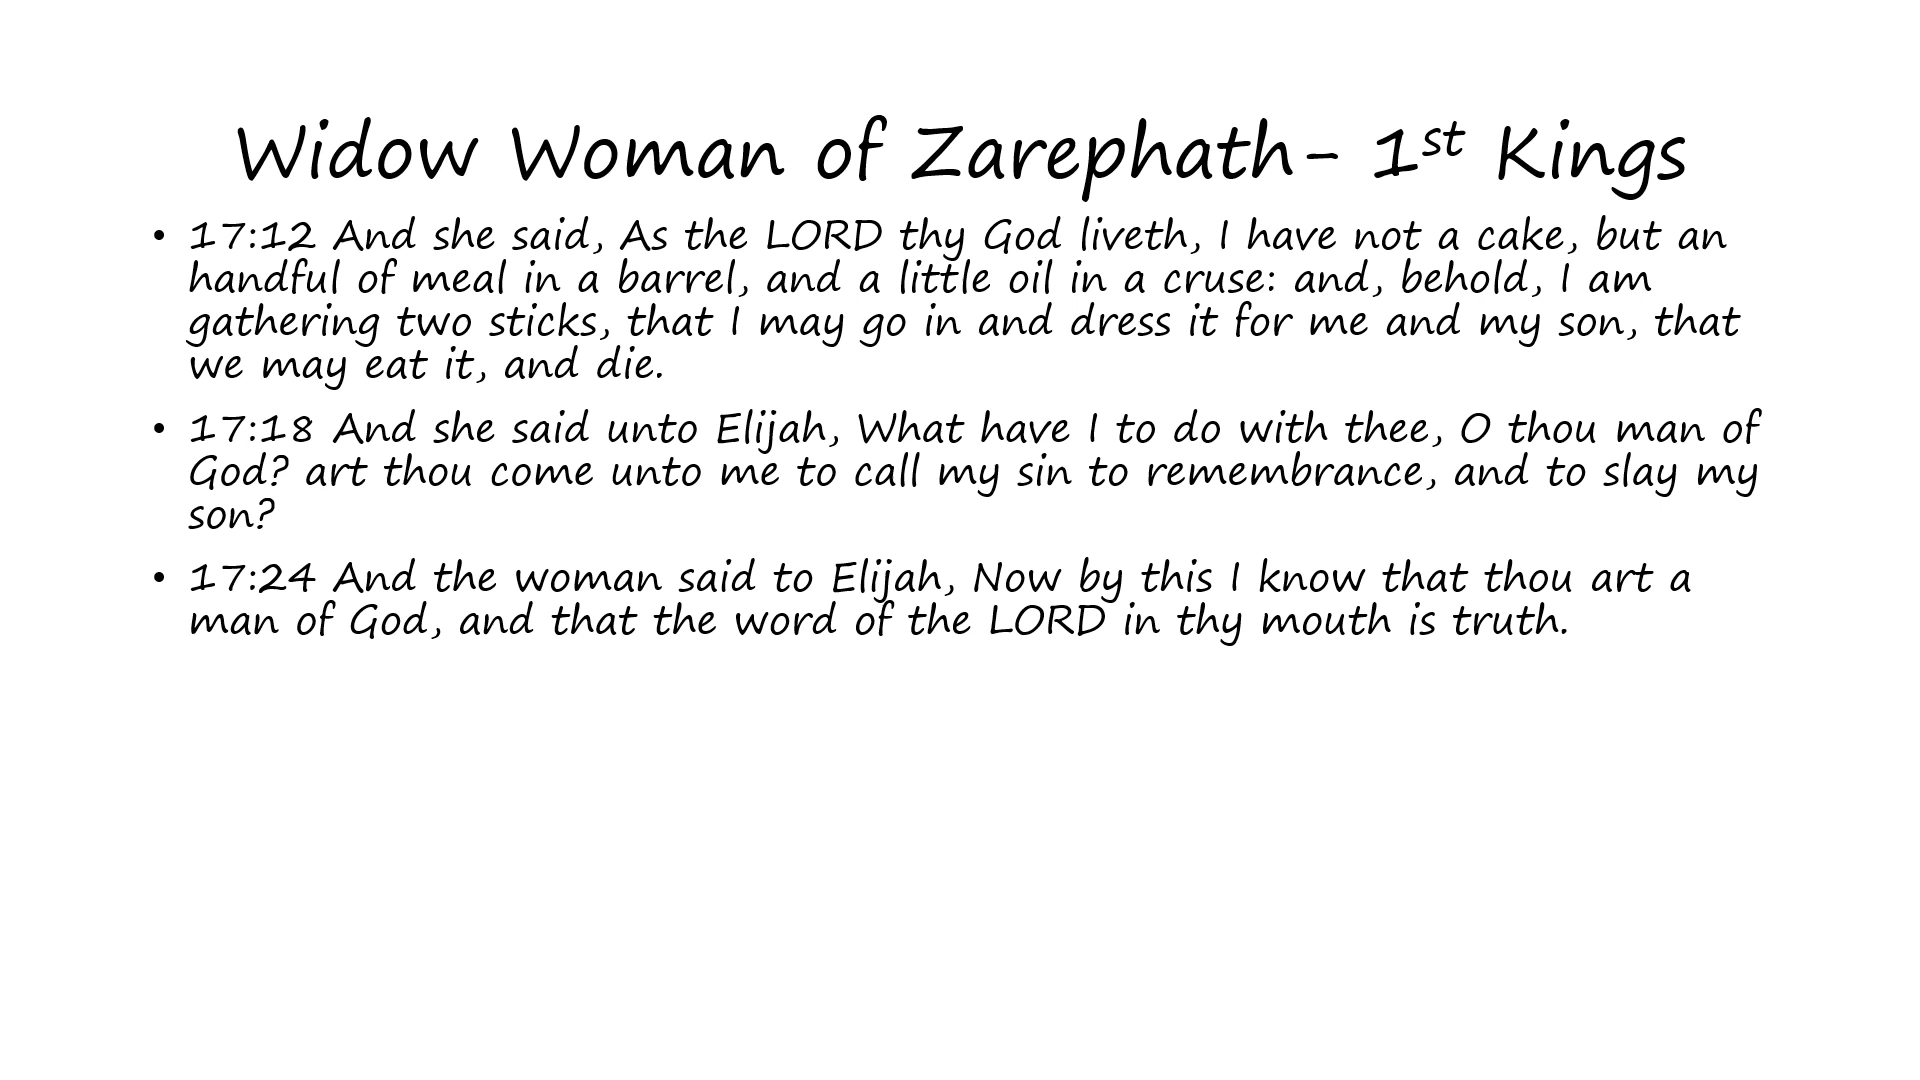 Widow Woman of Zarephath- 1st Kings
• 17:12 And she said, As the LORD thy God liveth, I have not a cake, but an
handful of meal in a barrel, and a little oil in a cruse: and, behold, I am
gathering two sticks, that I may go in and dress it for me and my son, that
we may eat it, and die.
• 17:18 And she said unto Elijah, What have I to do with thee, O thou man of
God? art thou come unto me to call my sin to remembrance, and to slay my
son?
• 17:24 And the woman said to Elijah, Now by this I know that thou art a
man of God, and that the word of the LORD in thy mouth is truth.